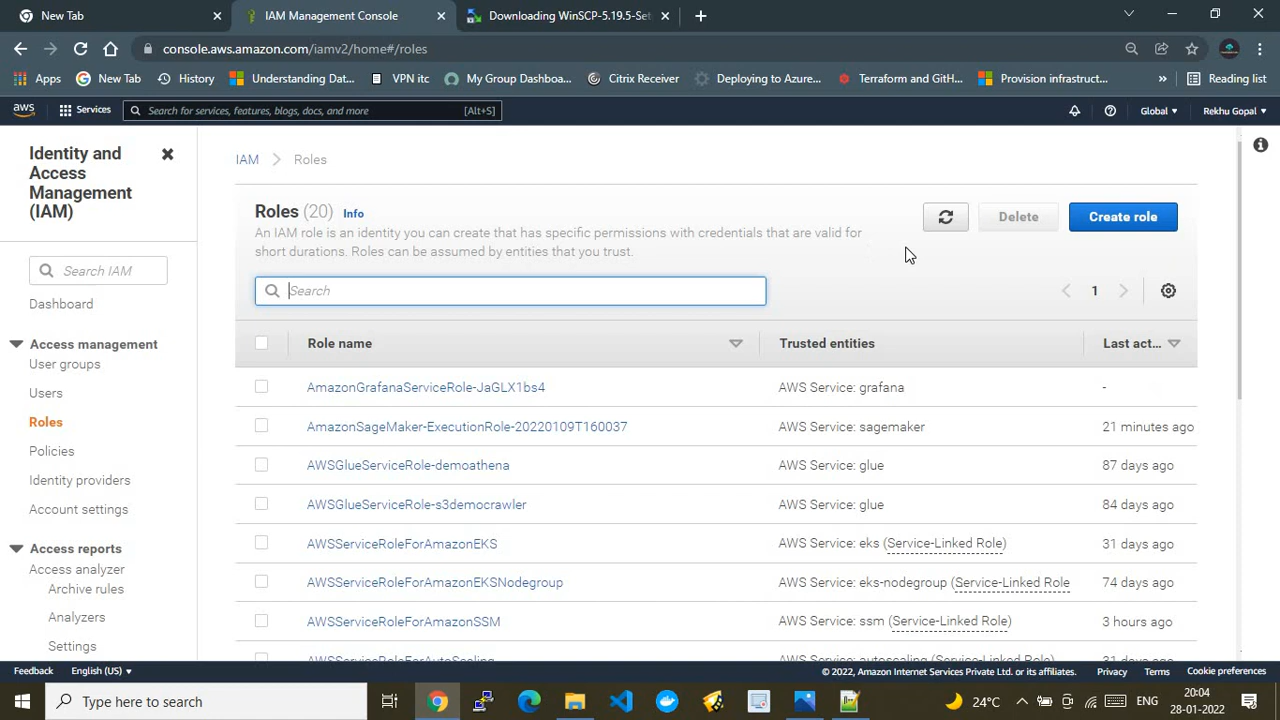 New Tab
IAM Management Console
Downloading WinSCP-5.19.5-Set
console.aws.amazon.com/iamv2/home#/roles
Apps
New Tab
History
Understanding Dat...
VPN itc
My Group Dashboa...
Citrix Receiver
Deploying to Azure...
Terraform and GitH...
Provision infrastruct...
»
Reading list
aws
Services
Search for services, features, blogs, docs, and more
[Alt+S]
Global
Rekhu Gopal
Identity and
Access
Management
(IAM)
Search IAM
Dashboard
Access management
User groups
Users
Roles
Policies
Identity providers
Account settings
Access reports
Access analyzer
Archive rules
Analyzers
Settings
IAM > Roles
Roles (20) Info
An IAM role is an identity you can create that has specific permissions with credentials that are valid for
short durations. Roles can be assumed by entities that you trust.
Delete
Create role
Search
1
Role name
Trusted entities
Last act...
AmazonGrafanaServiceRole-JaGLX1bs4
AWS Service: grafana
-
AmazonSageMaker-ExecutionRole-20220109T160037
AWS Service: sagemaker
21 minutes ago
AWSGlueServiceRole-demoathena
AWS Service: glue
87 days ago
AWSGlueServiceRole-s3democrawler
AWS Service: glue
84 days ago
AWSServiceRoleForAmazonEKS
AWS Service: eks (Service-Linked Role)
31 days ago
AWSServiceRoleForAmazonEKSNodegroup
AWS Service: eks-nodegroup (Service-Linked Role
74 days ago
AWSServiceRoleForAmazonSSM
AWS Service: ssm (Service-Linked Role)
3 hours ago
AWSServiceRoleForAutoScaling
AWS Service: autoscaling (Service-Linked Role)
31 days ago
Feedback
English (US)
© 2022, Amazon Internet Services Private Ltd. or its affiliates.
Privacy
Terms
Cookie preferences
Type here to search
24°C
ENG
20:04
28-01-2022